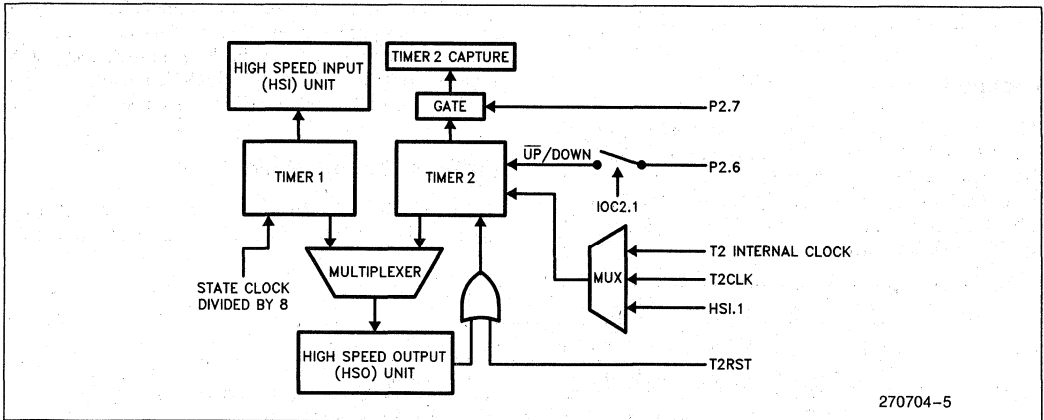 HIGH SPEED INPUT
(HSI) UNIT
TIMER 2 CAPTURE
GATE
P2.7
TIMER 1
TIMER 2
U̅P̅/DOWN
P2.6
IOC2.1
STATE CLOCK
DIVIDED BY 8
MULTIPLEXER
MUX
T2 INTERNAL CLOCK
T2CLK
HSI.1
HIGH SPEED OUTPUT
(HSO) UNIT
T2RST
270704-5